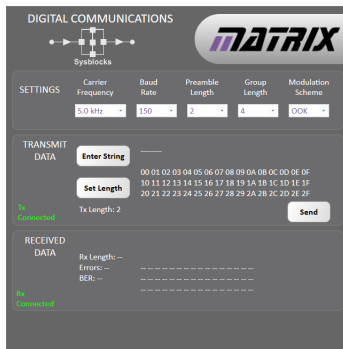 DIGITAL COMMUNICATIONS
Sysblocks
MATRIX
SETTINGS
Carrier Frequency
Baud Rate
Preamble Length
Group Length
Modulation Scheme
5.0 kHz
150
2
4
OOK
TRANSMIT DATA
Enter String
--------
Set Length
00 01 02 03 04 05 06 07 08 09 0A 0B 0C 0D 0E 0F
10 11 12 13 14 15 16 17 18 19 1A 1B 1C 1D 1E 1F
20 21 22 23 24 25 26 27 28 29 2A 2B 2C 2D 2E 2F
Tx Connected
Tx Length: 2
Send
RECEIVED DATA
Rx Length: --
Errors: --
BER: --
-- -- -- -- -- -- -- -- -- -- -- -- -- -- -- --
-- -- -- -- -- -- -- -- -- -- -- -- -- -- -- --
-- -- -- -- -- -- -- -- -- -- -- -- -- -- -- --
Rx Connected